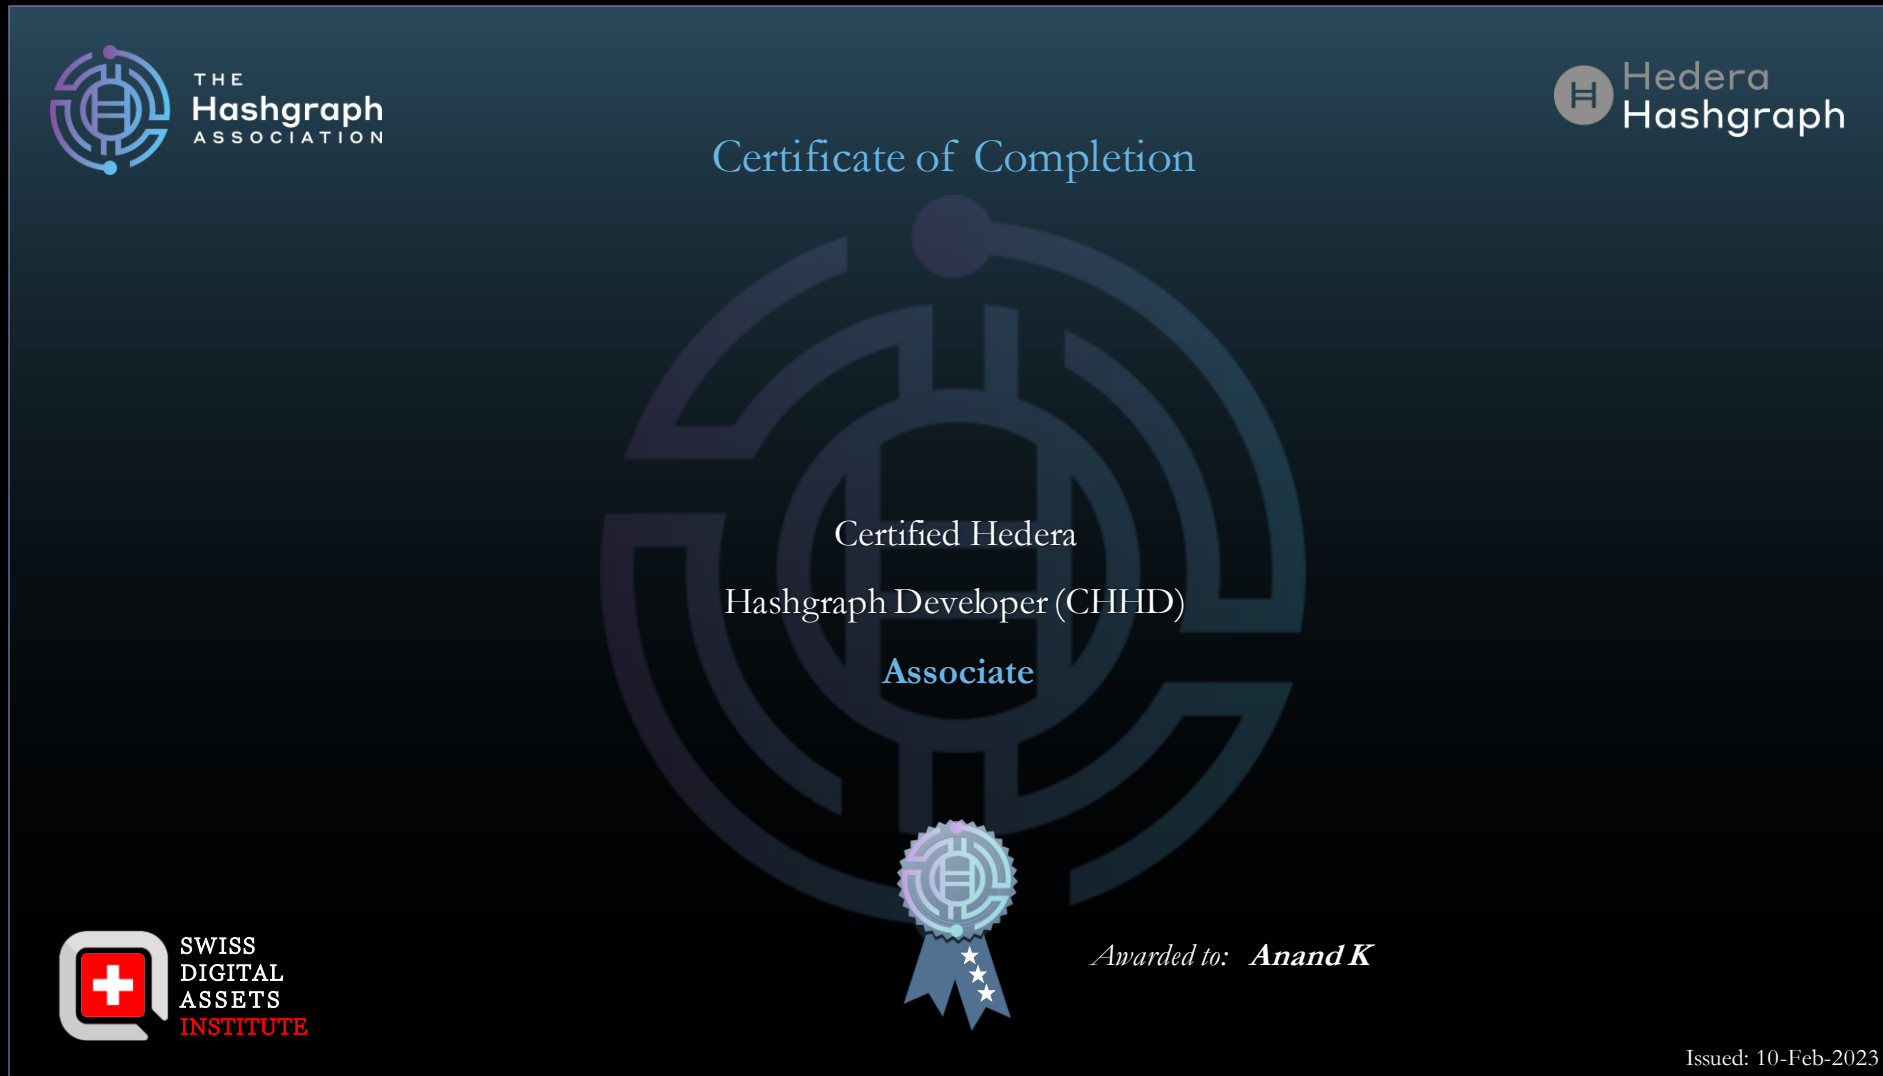 THE
Hashgraph
ASSOCIATION
Hedera
Hashgraph
Certificate of Completion
Certified Hedera
Hashgraph Developer (CHHD)
Associate
SWISS
DIGITAL
ASSETS
INSTITUTE
Awarded to: Anand K
Issued: 10-Feb-2023